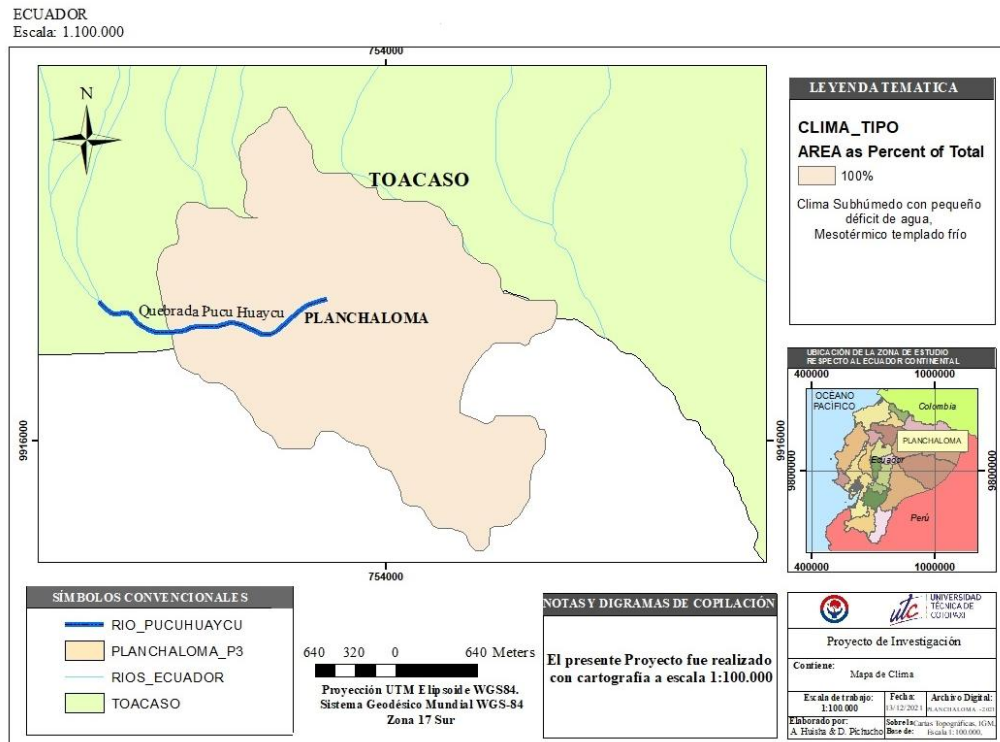 ECUADOR
Escala: 1.100.000
754000
N
TOACASO
Quebrada Pucu Huaycu
PLANCHALOMA
9916000
9916000
754000
LEYENDA TEMATICA
CLIMA_TIPO
AREA as Percent of Total
100%
Clima Subhúmedo con pequeño
déficit de agua,
Mesotérmico templado frío
UBICACIÓN DE LA ZONA DE ESTUDIO
RESPECTO AL ECUADOR CONTINENTAL
400000
1000000
OCÉANO
PACÍFICO
Colombia
PLANCHALOMA
Ecuador
Perú
9800000
9800000
400000
1000000
SÍMBOLOS CONVENCIONALES
RIO_PUCUHUAYCU
PLANCHALOMA_P3
RIOS_ECUADOR
TOACASO
640 320 0 640 Meters
Proyección UTM Elipsoide WGS84.
Sistema Geodésico Mundial WGS-84
Zona 17 Sur
NOTAS Y DIGRAMAS DE COPILACIÓN
El presente Proyecto fue realizado
con cartografia a escala 1:100.000
utc
UNIVERSIDAD
TÉCNICA DE
COTOPAXI
Proyecto de Investigación
Contiene:
Mapa de Clima
Escala de trabajo:
1:100.000
Fecha:
13/12/2021
Archivo Digital:
PLANCHALOMA
Elaborado por:
A. Huisha & D. Pichucho
Sobre la
Base de:
Cartas Topográficas, IGM,
Escala 1:100.000,